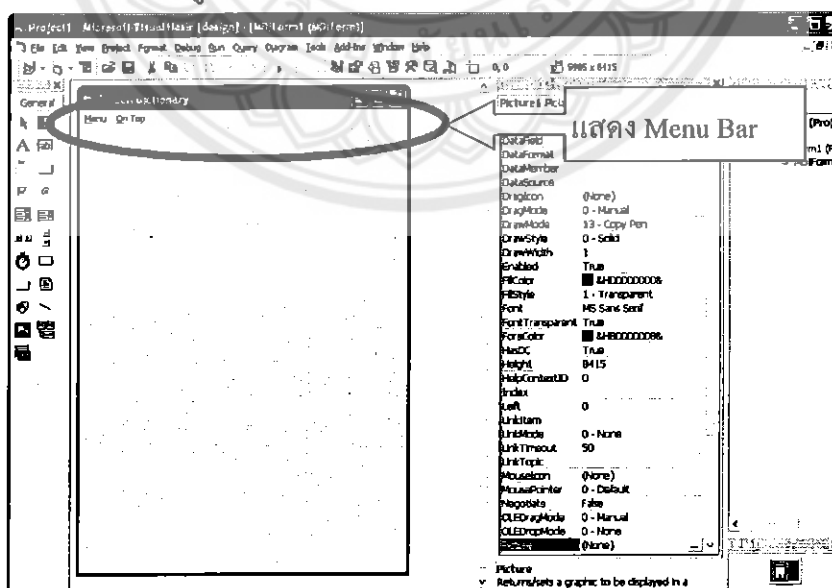 Project1 - Microsoft Visual Basic [design] - [MDIForm1 (MDIForm)]
File Edit View Project Format Debug Run Query Diagram Tools Add-Ins Window Help
0,0 9985 x 8415
General
Menu On Top
Picture1
แสดง Menu Bar
DataField
DataFormat
DataMember
DataSource
DragIcon (None)
DragMode 0 - Manual
DrawMode 13 - Copy Pen
DrawStyle 0 - Solid
DrawWidth 1
Enabled True
FillColor &H00000000&
FillStyle 1 - Transparent
Font MS Sans Serif
FontTransparent True
ForeColor &H80000008&
HasDC True
Height 8415
HelpContextID 0
Index
Left 0
LinkItem
LinkMode 0 - None
LinkTimeout 50
LinkTopic
MouseIcon (None)
MousePointer 0 - Default
Negotiate False
OLEDragMode 0 - Manual
OLEDropMode 0 - None
Picture (None)
Picture
Returns/sets a graphic to be displayed in a